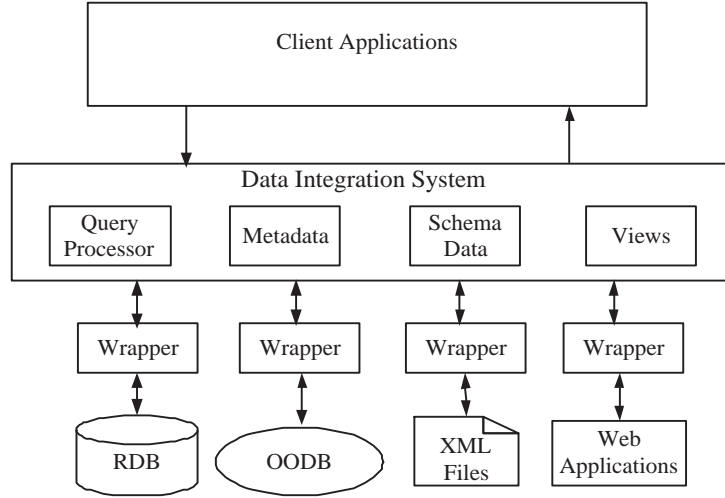 Client Applications
Data Integration System
Query
Processor
Metadata
Schema
Data
Views
Wrapper
Wrapper
Wrapper
Wrapper
RDB
OODB
XML
Files
Web
Applications